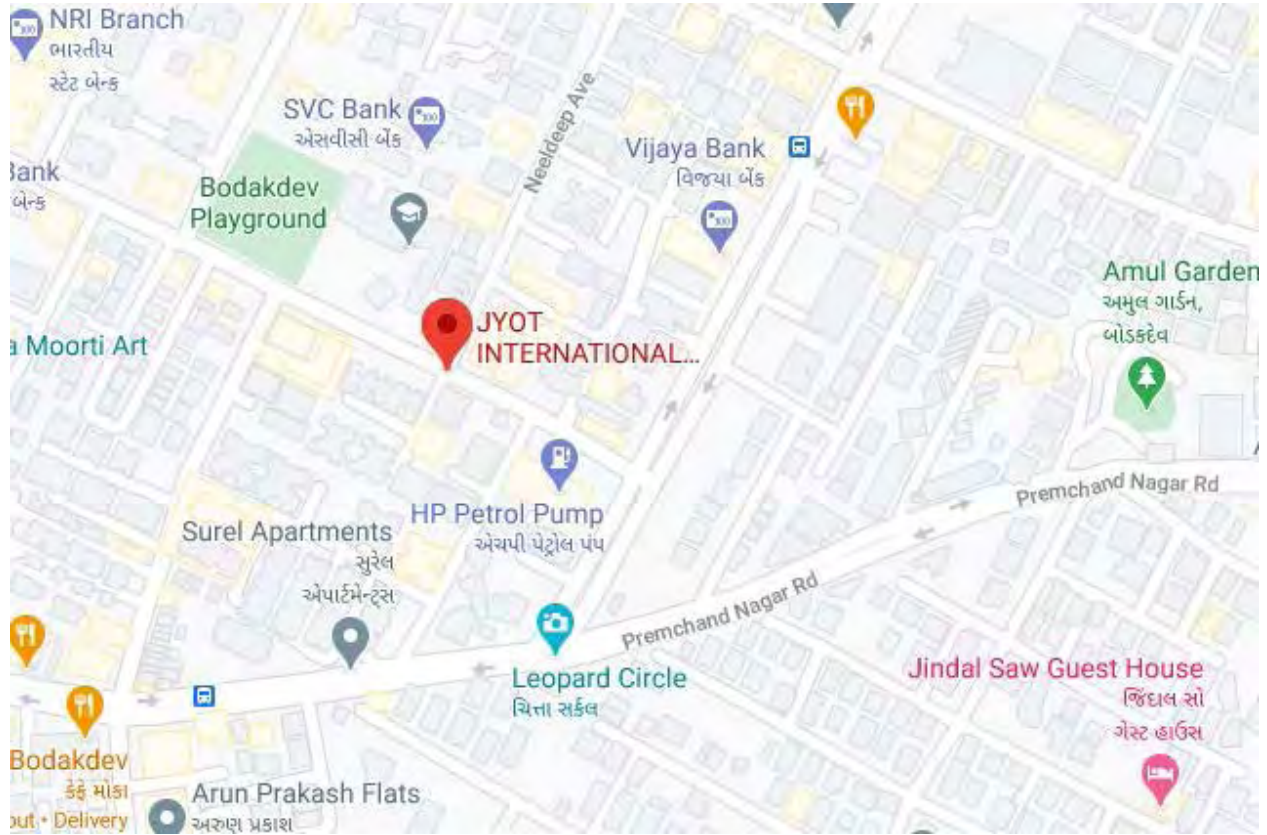 NRI Branch
ભારતીય
સ્ટેટ બેન્ક
SVC Bank
એસવીસી બેંક
Neeldeep Ave
Vijaya Bank
વિજયા બેંક
Bank
બેન્ક
Bodakdev
Playground
Amul Garden
અમુલ ગાર્ડન,
બોડકદેવ
JYOT
INTERNATIONAL...
a Moorti Art
Premchand Nagar Rd
HP Petrol Pump
એચપી પેટ્રોલ પંપ
Surel Apartments
સુરેલ
એપાર્ટમેન્ટ્સ
Premchand Nagar Rd
Leopard Circle
ચિત્તા સર્કલ
Jindal Saw Guest House
જિંદાલ સો
ગેસ્ટ હાઉસ
Bodakdev
કેફે મોકા
out • Delivery
Arun Prakash Flats
અરુણ પ્રકાશ